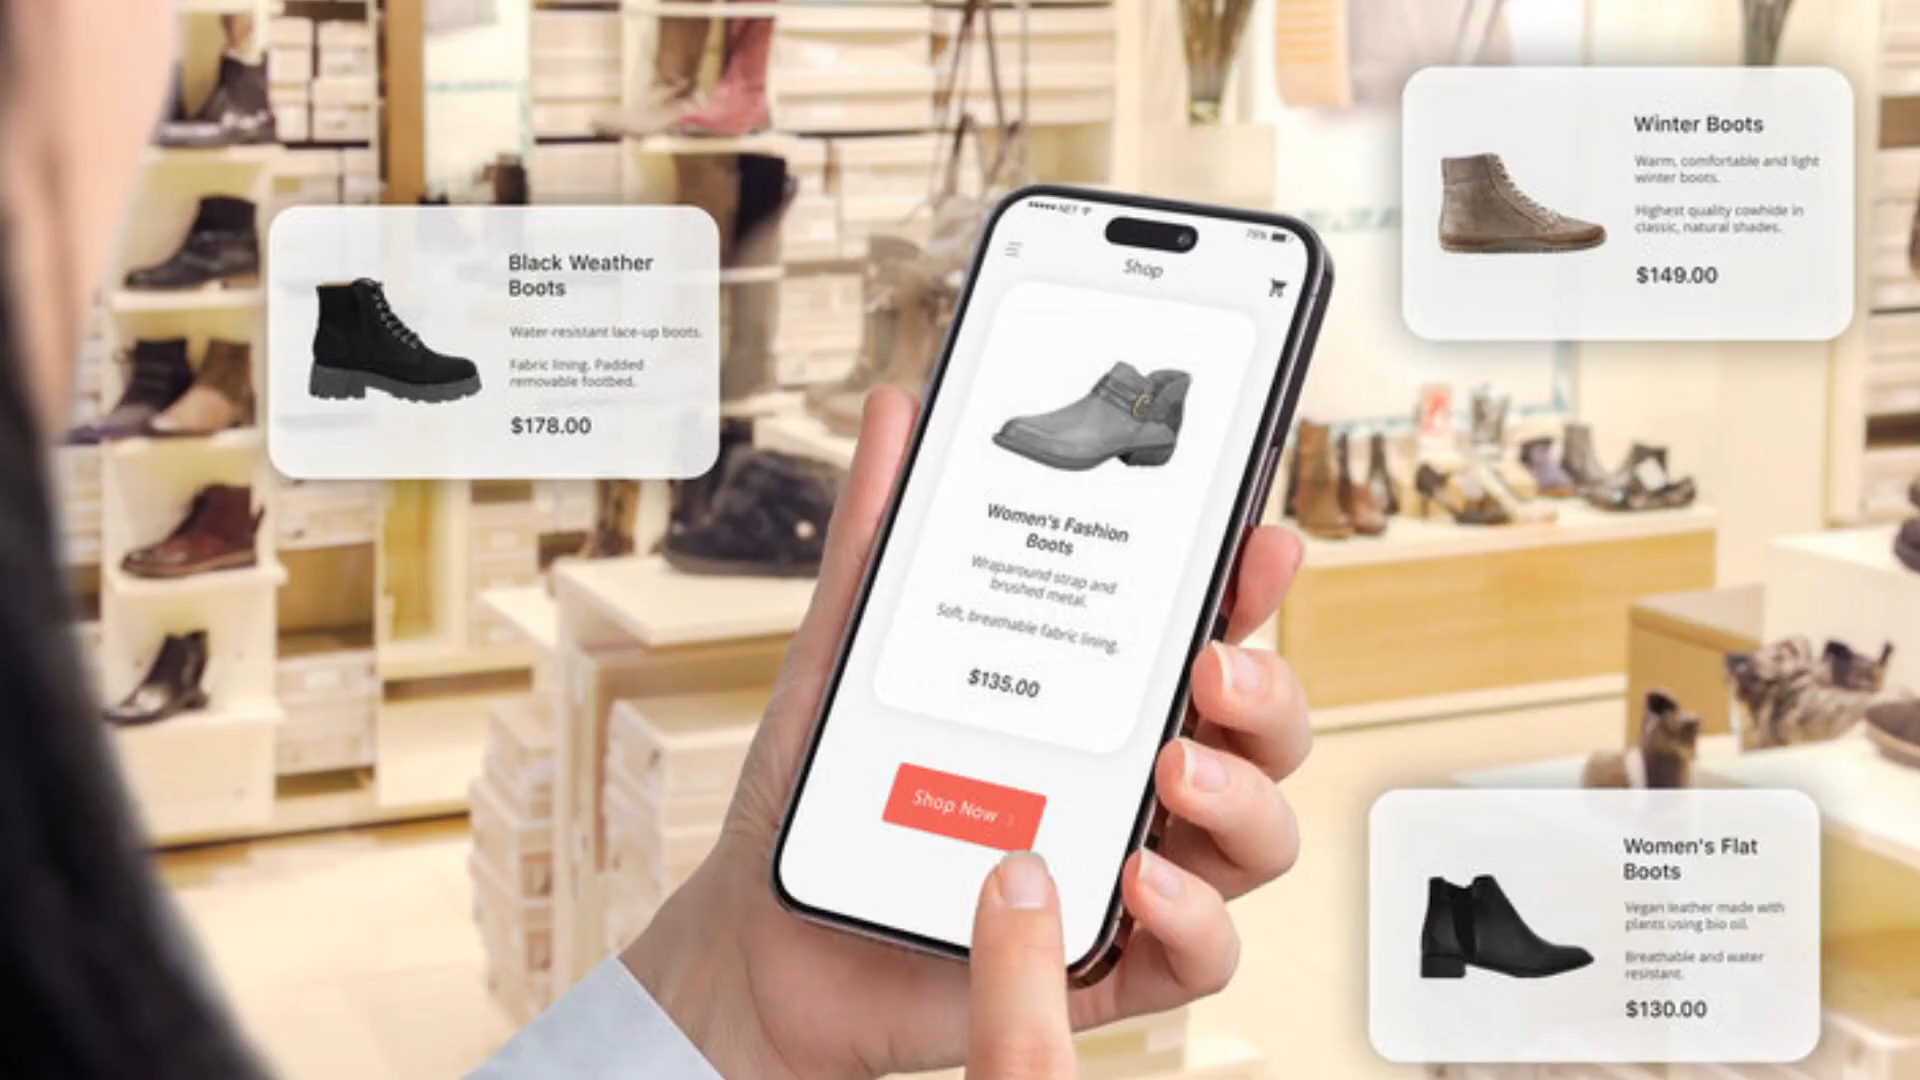 Black Weather
Boots
Water-resistant lace-up boots.
Fabric lining. Padded
removable footbed.
$178.00
NET
79%
Shop
Women's Fashion
Boots
Wraparound strap and
brushed metal.
Soft, breathable fabric lining.
$135.00
Shop Now
Winter Boots
Warm, comfortable and light
winter boots.
Highest quality cowhide in
classic, natural shades.
$149.00
Women's Flat
Boots
Vegan leather made with
plants using bio oil.
Breathable and water
resistant.
$130.00